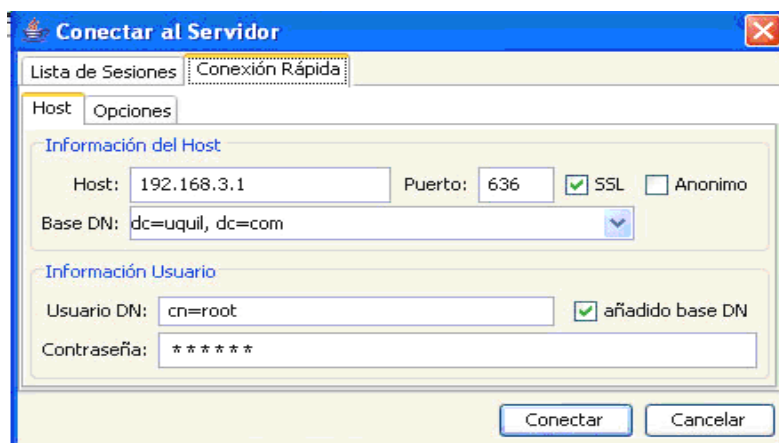 Conectar al Servidor
Lista de Sesiones Conexión Rápida
Host Opciones
Información del Host
Host: 192.168.3.1 Puerto: 636 SSL Anonimo
Base DN: dc=uquil, dc=com
Información Usuario
Usuario DN: cn=root añadido base DN
Contraseña: ******
Conectar Cancelar